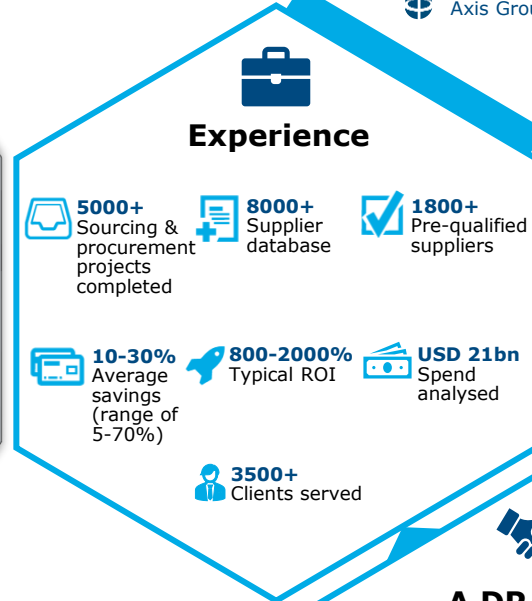 Axis
Experience
5000+
Sourcing &
procurement
projects
completed
8000+
Supplier
database
1800+
Pre-qualified
suppliers
10-30%
Average
savings
(range of
5-70%)
800-2000%
Typical ROI
USD 21bn
Spend
analysed
3500+
Clients served